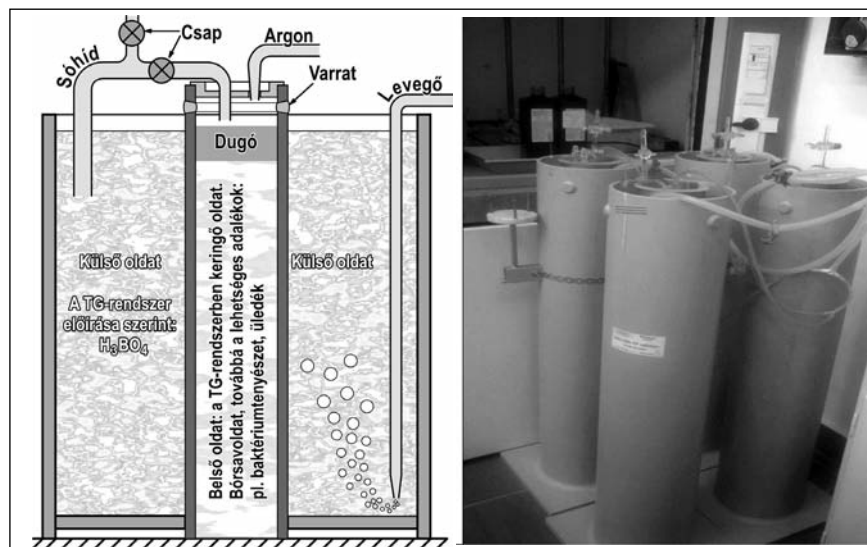 Csap
Sóhíd
Argon
Varrat
Levegő
Dugó
Külső oldat
A TG-rendszer
előírása szerint:
H₃BO₄
Belső oldat: a TG-rendszerben keringő oldat.
Bórsavoldat, továbbá a lehetséges adalékok:
pl. baktériumtenyészet, üledék
Külső oldat